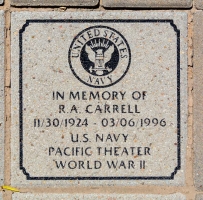 UNITED STATES
NAVY
IN MEMORY OF
R.A. CARRELL
11/30/1924 - 03/06/1996
U.S. NAVY
PACIFIC THEATER
WORLD WAR II